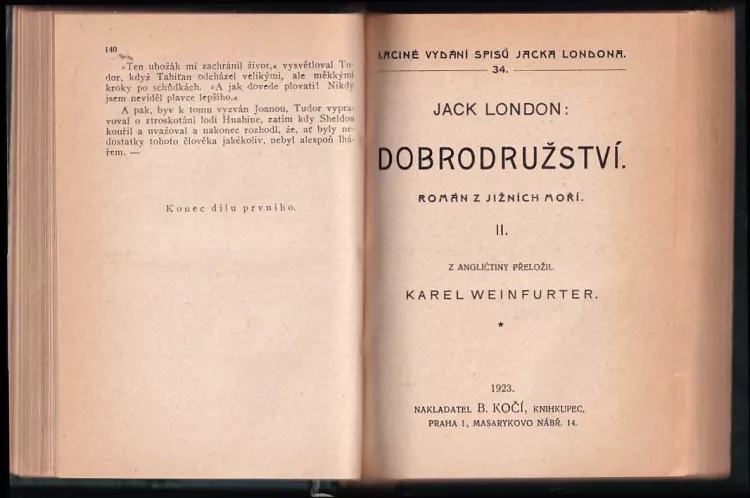 140
»Ten ubožák mi zachránil život,« vysvětloval Tu-
dor, když Tahiťan odcházel velikými, ale měkkými
kroky po schůdkách. »A jak dovede plovati! Nikdy
jsem neviděl plavce lepšího.«
A pak, byv k tomu vyzván Joanou, Tudor vypra-
voval o ztroskotání lodi Huahine, zatím kdy Sheldon
kouřil a uvažoval a nakonec rozhodl, že, ať byly ne-
dostatky tohoto člověka jakékoliv, nebyl alespoň lhá-
řem. —
Konec dílu prvního.
LACINÉ VYDÁNÍ SPISŮ JACKA LONDONA.
34.
JACK LONDON:
DOBRODRUŽSTVÍ.
ROMÁN Z JIŽNÍCH MOŘÍ.
II.
Z ANGLIČTINY PŘELOŽIL
KAREL WEINFURTER.
*
1923.
NAKLADATEL B. KOČÍ, KNIHKUPEC,
PRAHA I, MASARYKOVO NÁBŘ. 14.